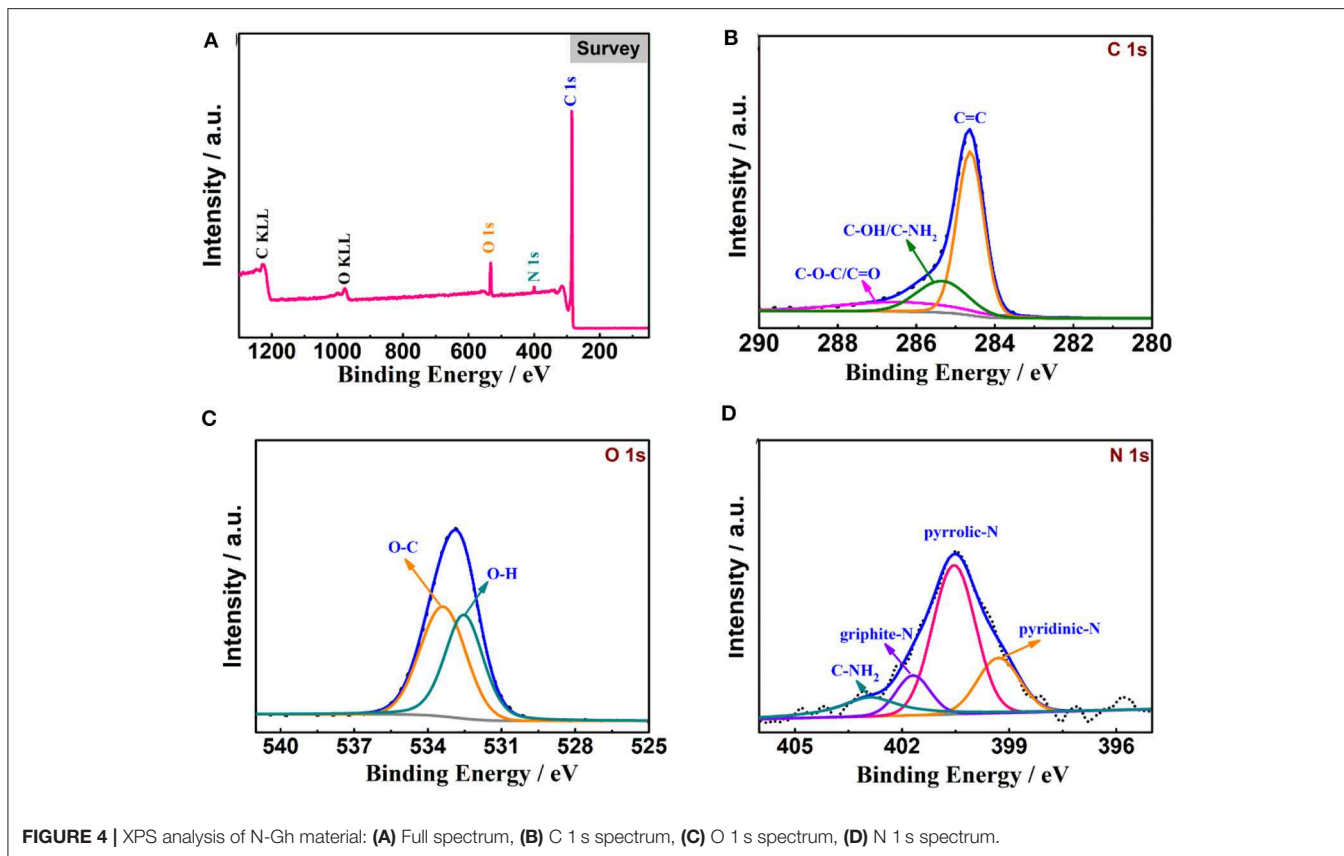 A
Survey
C KLL
O KLL
O 1s
N 1s
C 1s
Intensity / a.u.
1200 1000 800 600 400 200
Binding Energy / eV
B
C 1s
C=C
C-OH/C-NH₂
C-O-C/C=O
Intensity / a.u.
290 288 286 284 282 280
Binding Energy / eV
C
O 1s
O-C
O-H
Intensity / a.u.
540 537 534 531 528 525
Binding Energy / eV
D
N 1s
pyrrolic-N
griphite-N
pyridinic-N
C-NH₂
Intensity / a.u.
405 402 399 396
Binding Energy / eV
FIGURE 4 | XPS analysis of N-Gh material: (A) Full spectrum, (B) C 1 s spectrum, (C) O 1 s spectrum, (D) N 1 s spectrum.